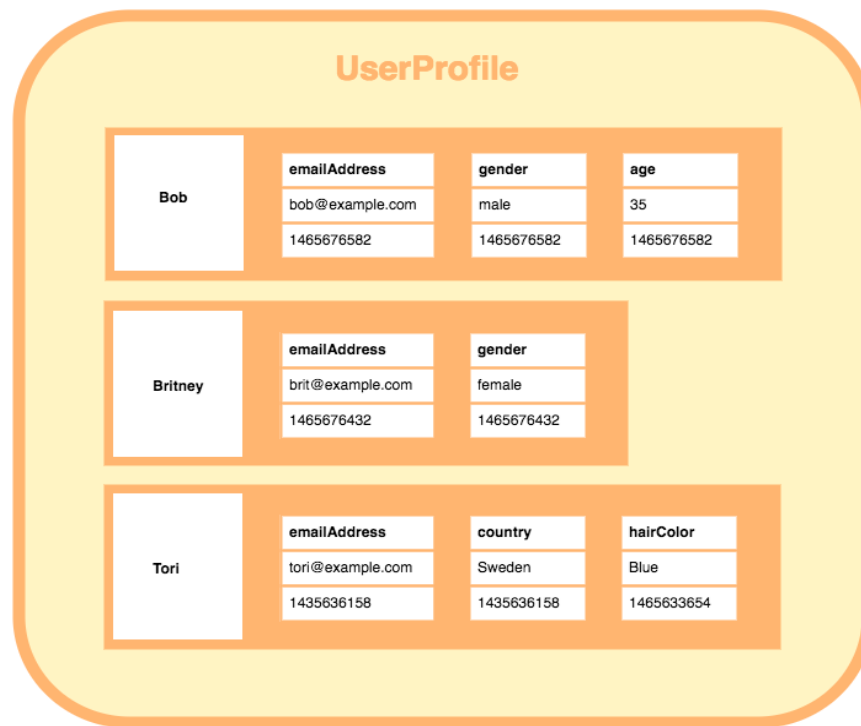 UserProfile
Bob
emailAddress gender age
bob@example.com male 35
1465676582 1465676582 1465676582
Britney
emailAddress gender
brit@example.com female
1465676432 1465676432
Tori
emailAddress country hairColor
tori@example.com Sweden Blue
1435636158 1435636158 1465633654